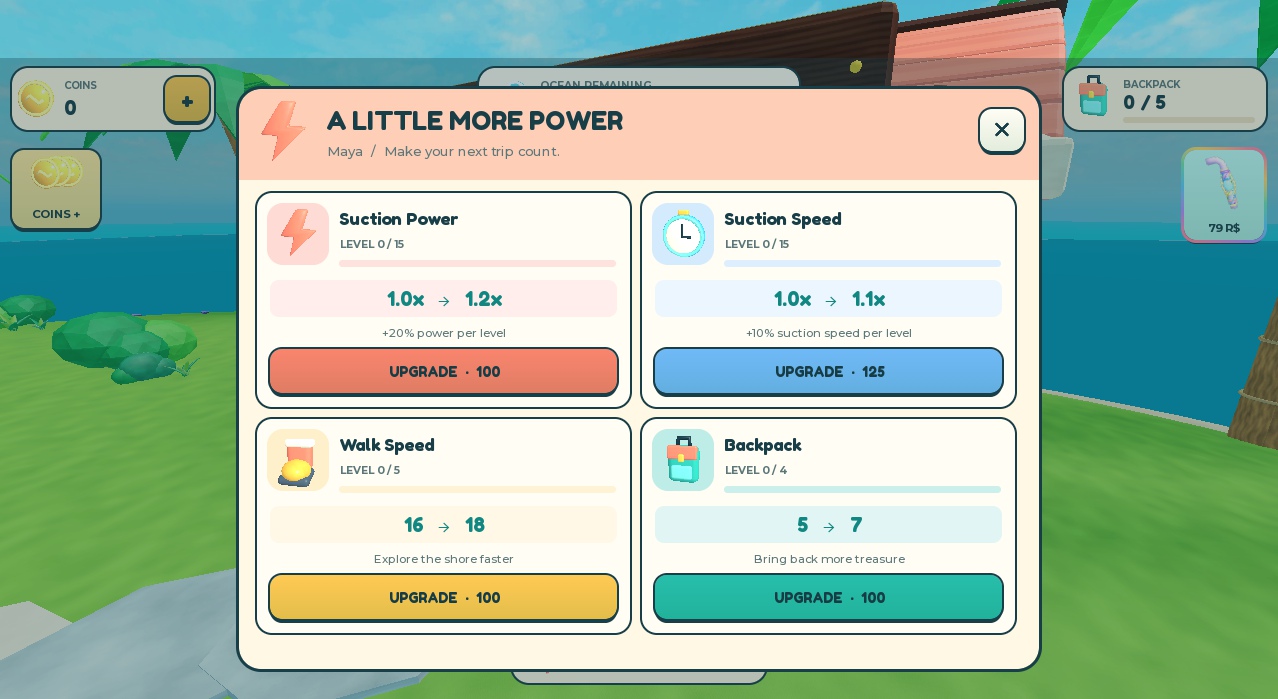 COINS
0
+
COINS +
OCEAN REMAINING
BACKPACK
0 / 5
79 R$
A LITTLE MORE POWER
Maya / Make your next trip count.
×
Suction Power
LEVEL 0 / 15
1.0x → 1.2x
+20% power per level
UPGRADE · 100
Suction Speed
LEVEL 0 / 15
1.0x → 1.1x
+10% suction speed per level
UPGRADE · 125
Walk Speed
LEVEL 0 / 5
16 → 18
Explore the shore faster
UPGRADE · 100
Backpack
LEVEL 0 / 4
5 → 7
Bring back more treasure
UPGRADE · 100